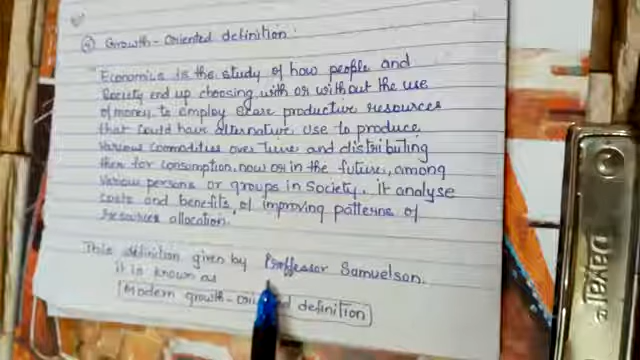 ④ Growth-Oriented definition:
Economics is the study of how people and
Society end up choosing, with or without the use
of money, to employ scare productive resources
that could have alternative use to produce
various commodities over time and distributing
then for consumption, now or in the future, among
various persons or groups in Society. it analyse
costs and benefits of improving patterns of
resources allocation.
This definition given by Proffessor Samuelson.
it is known as
Modern growth-oriented definition
Dayal